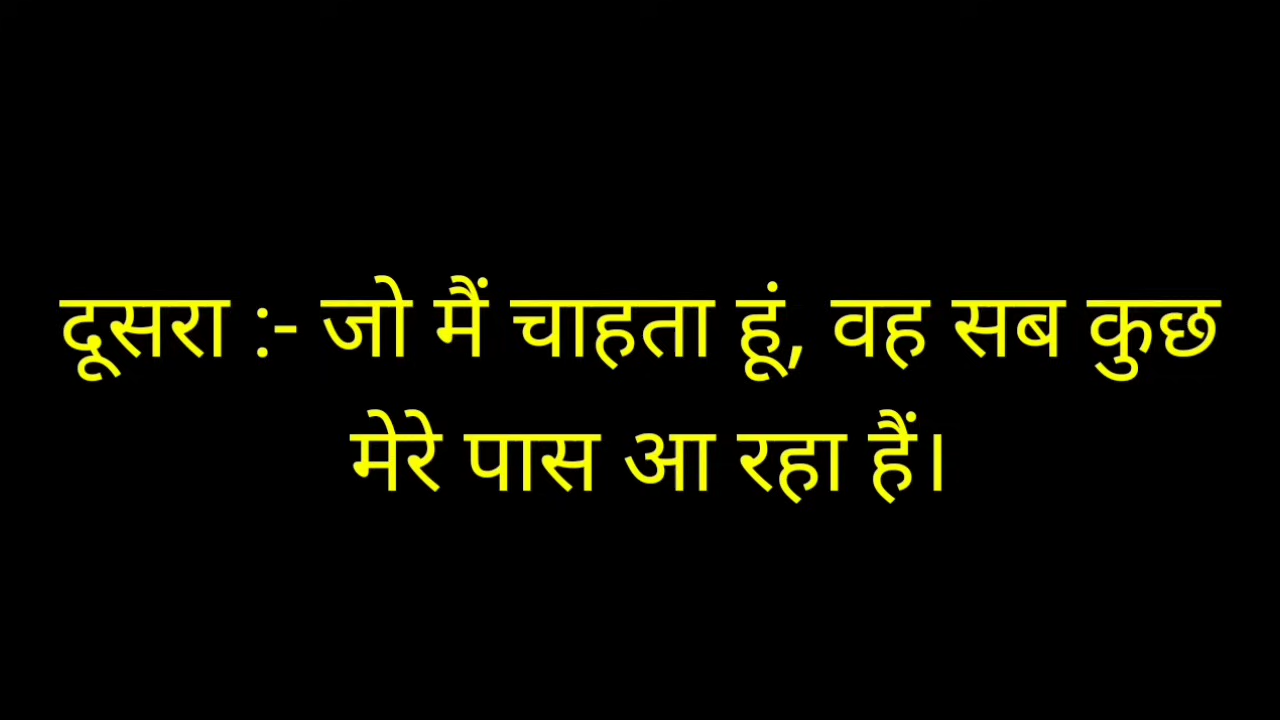 दूसरा :- जो मैं चाहता हूं, वह सब कुछ
मेरे पास आ रहा हैं।